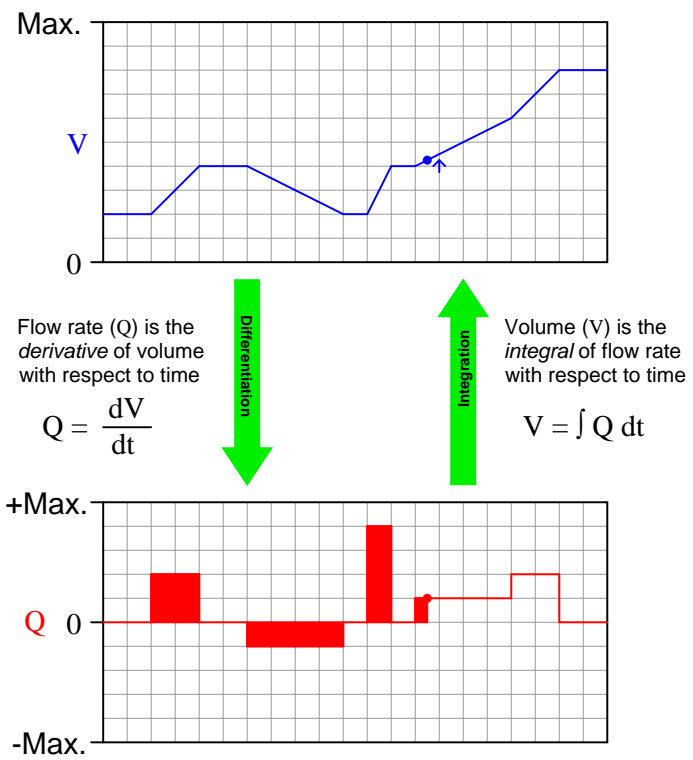 Max.
V
0
Flow rate (Q) is the
derivative of volume
with respect to time
Q = dV
dt
Differentiation
Integration
Volume (V) is the
integral of flow rate
with respect to time
V = ∫ Q dt
+Max.
Q 0
-Max.